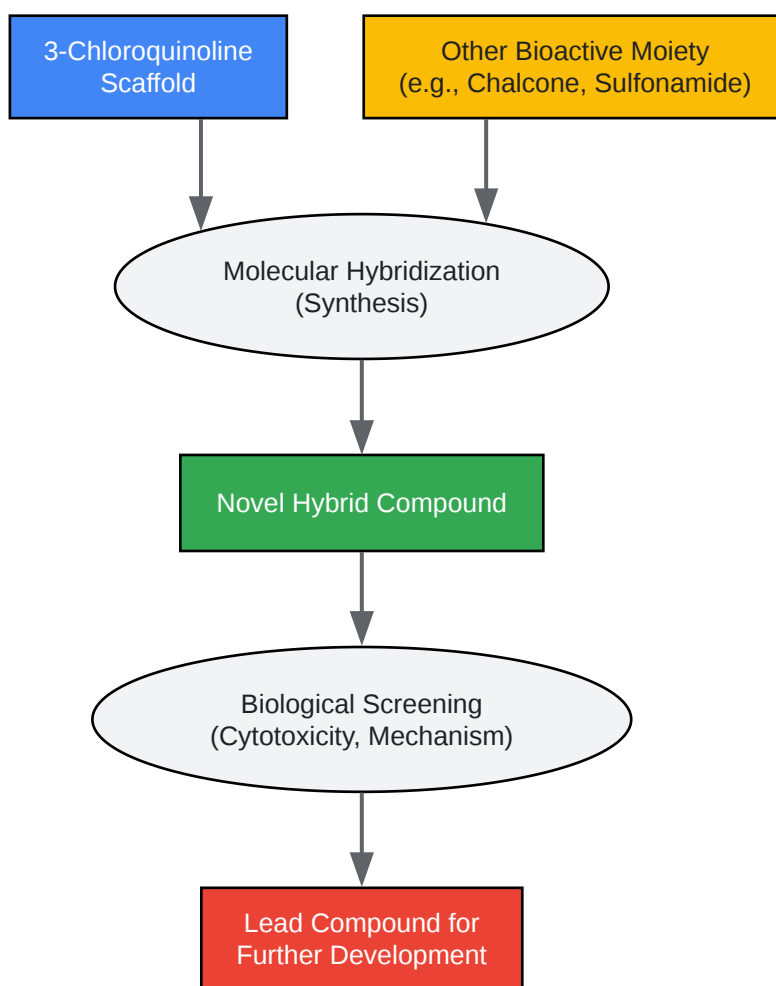 3-Chloroquinoline
Scaffold
Other Bioactive Moiety
(e.g., Chalcone, Sulfonamide)
Molecular Hybridization
(Synthesis)
Novel Hybrid Compound
Biological Screening
(Cytotoxicity, Mechanism)
Lead Compound for
Further Development